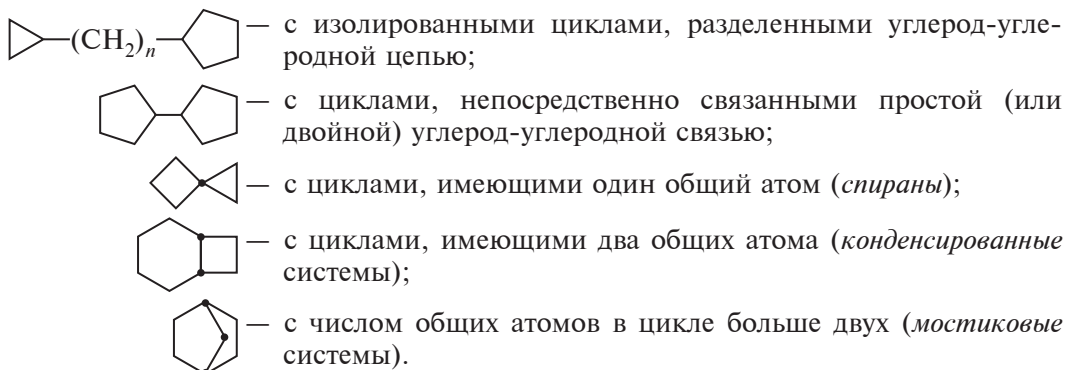 —(CH₂)ₙ— — с изолированными циклами, разделенными углерод-угле-
родной цепью;
— с циклами, непосредственно связанными простой (или
двойной) углерод-углеродной связью;
— с циклами, имеющими один общий атом (спираны);
— с циклами, имеющими два общих атома (конденсированные
системы);
— с числом общих атомов в цикле больше двух (мостиковые
системы).